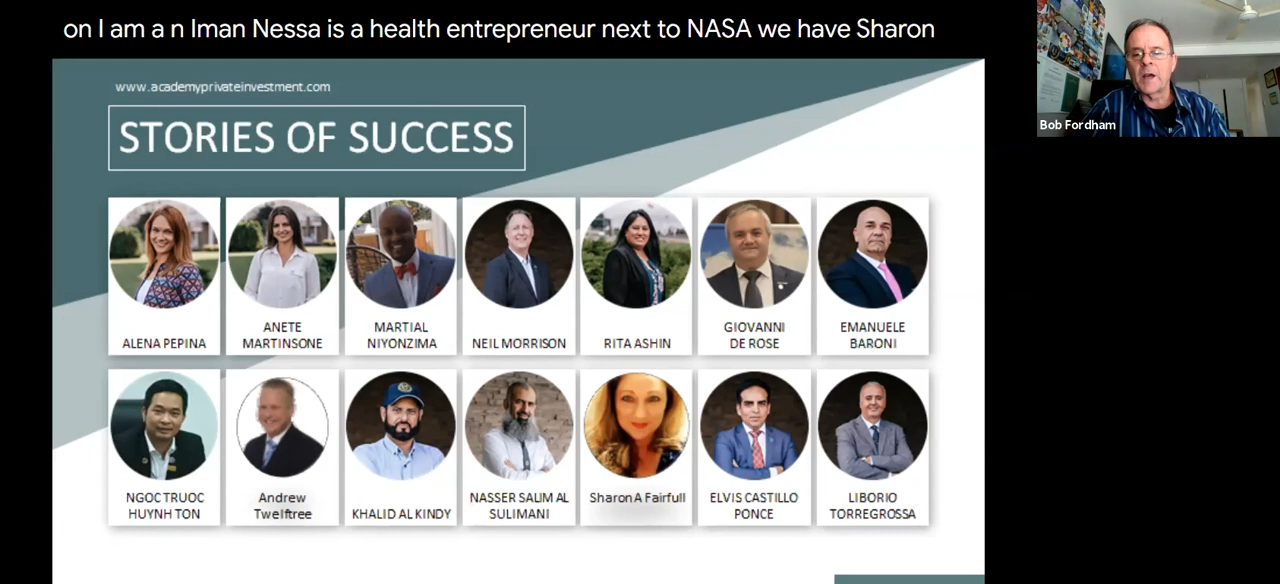 on I am a n Iman Nessa is a health entrepreneur next to NASA we have Sharon
Bob Fordham
www.academyprivateinvestment.com
STORIES OF SUCCESS
ALENA PEPINA
ANETE
MARTINSONE
MARTIAL
NIYONZIMA
NEIL MORRISON
RITA ASHIN
GIOVANNI
DE ROSE
EMANUELE
BARONI
NGOC TRUOC
HUYNH TON
Andrew
Twelftree
KHALID AL KINDY
NASSER SALIM AL
SULIMANI
Sharon A Fairfull
ELVIS CASTILLO
PONCE
LIBORIO
TORREGROSSA